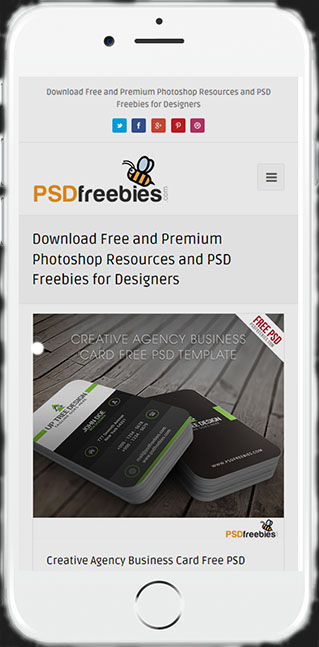 Download Free and Premium Photoshop Resources and PSD
Freebies for Designers
PSDfreebies.com
Download Free and Premium
Photoshop Resources and PSD
Freebies for Designers
FREE PSD
CREATIVE AGENCY BUSINESS
CARD FREE PSD TEMPLATE
UP TREE DESIGN
JOHN DOE
WWW.PSDFREEBIES.COM
PSDfreebies
Creative Agency Business Card Free PSD